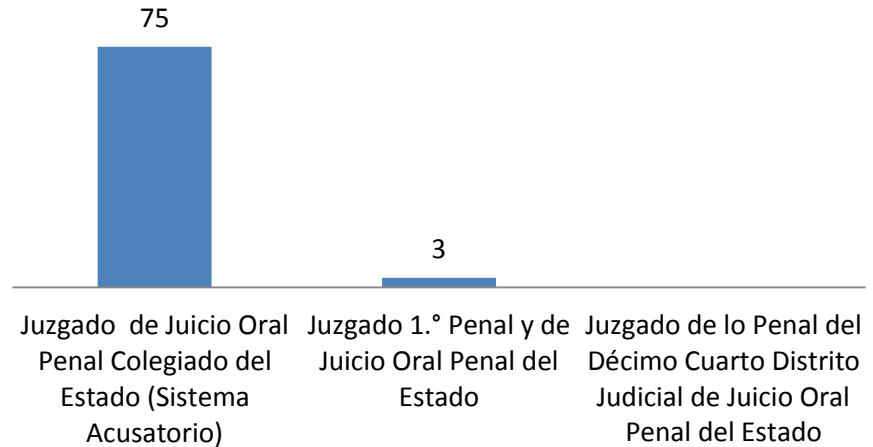 75
3
Juzgado de Juicio Oral
Penal Colegiado del
Estado (Sistema
Acusatorio)
Juzgado 1.° Penal y de
Juicio Oral Penal del
Estado
Juzgado de lo Penal del
Décimo Cuarto Distrito
Judicial de Juicio Oral
Penal del Estado